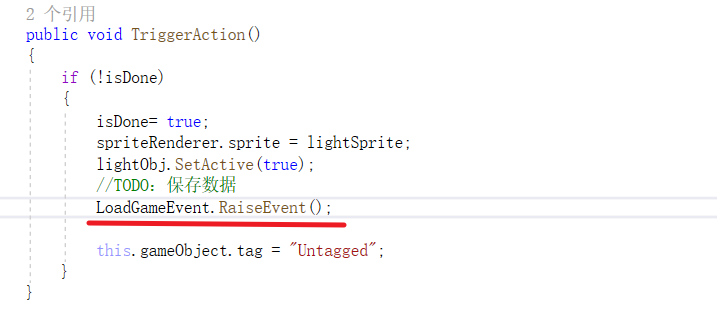 2 个引用
public void TriggerAction()
{
if (!isDone)
{
isDone= true;
spriteRenderer.sprite = lightSprite;
lightObj.SetActive(true);
//TODO: 保存数据
LoadGameEvent.RaiseEvent();
this.gameObject.tag = "Untagged";
}
}